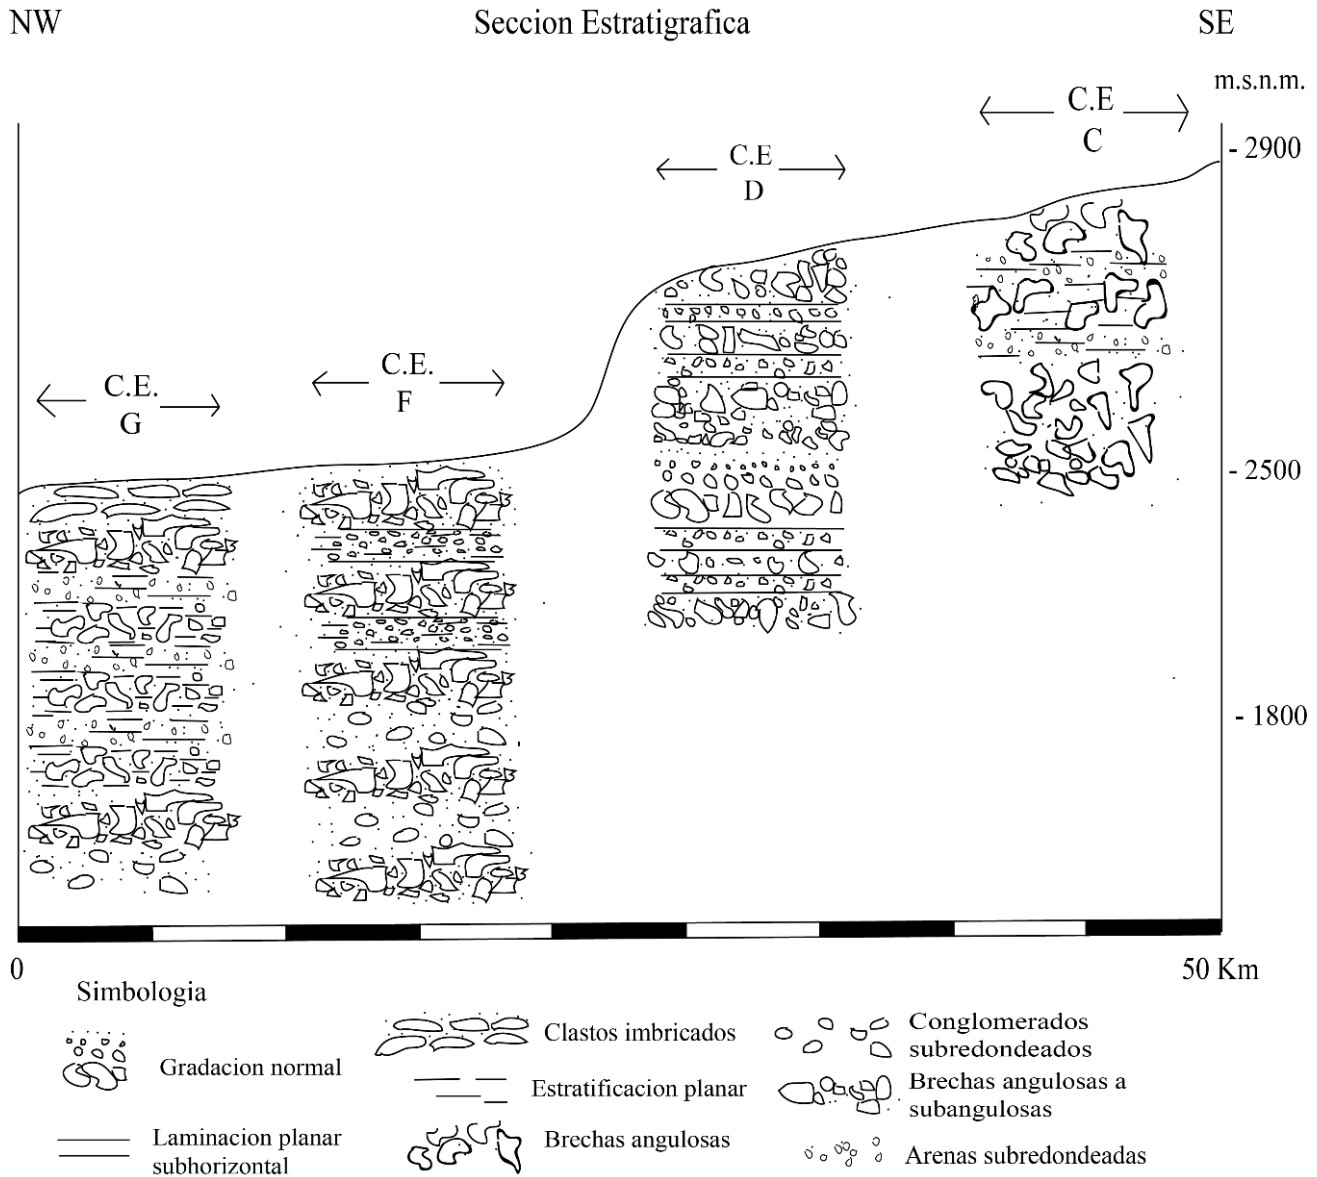 NW
Seccion Estratigrafica
SE
m.s.n.m.
C.E
C
- 2900
C.E
D
C.E.
F
C.E.
G
- 2500
- 1800
0
50 Km
Simbologia
Gradacion normal
Laminacion planar
subhorizontal
Clastos imbricados
Estratificacion planar
Brechas angulosas
Conglomerados
subredondeados
Brechas angulosas a
subangulosas
Arenas subredondeadas